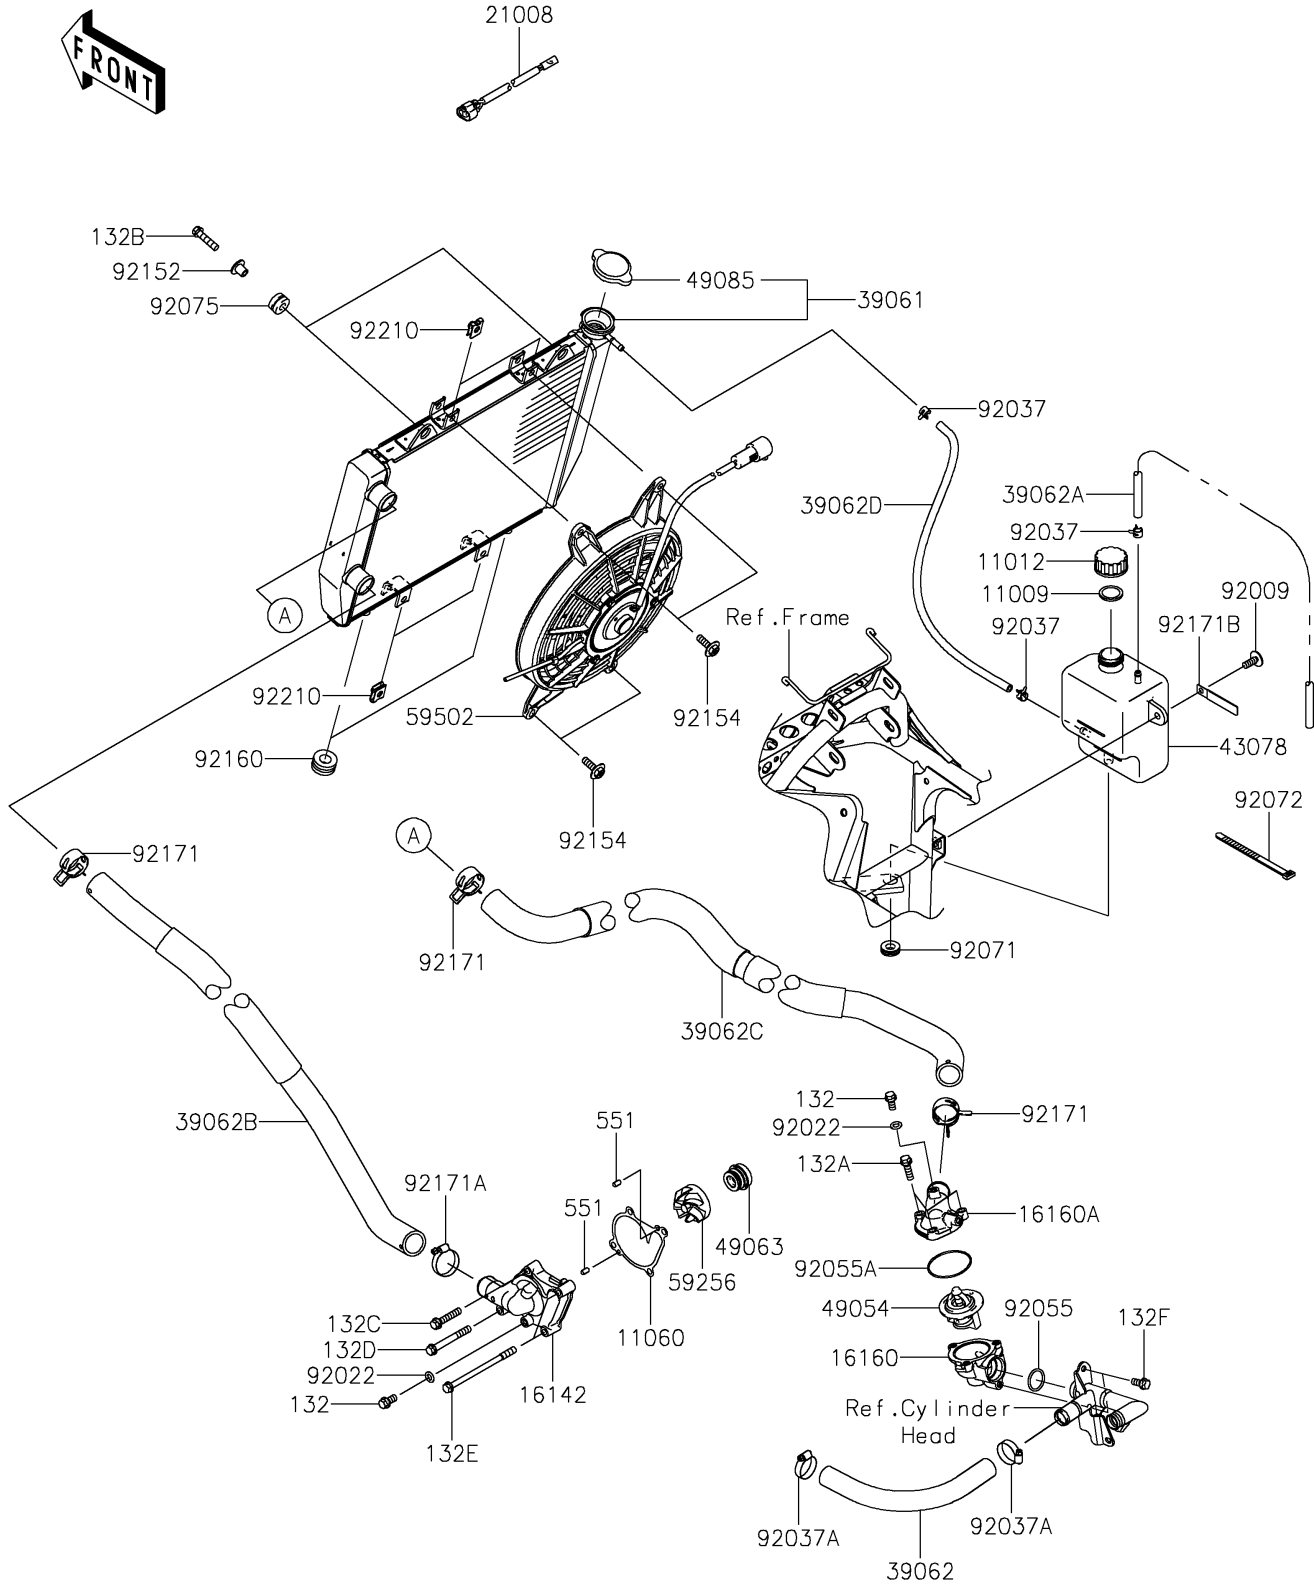 21008
FRONT
132B
92152
92075
92210
49085
39061
92037
39062D
39062A
92037
11012
11009
92009
92037
92171B
A
Ref.Frame
92210
59502
92154
92160
43078
92154
92072
92171
A
92171
92071
39062C
39062B
132
92171
551
92022
132A
92171A
551
16160A
49063
92055A
59256
49054
92055
132C
11060
132F
132D
92022
16160
132
16142
Ref.Cylinder
Head
132E
92037A
92037A
39062